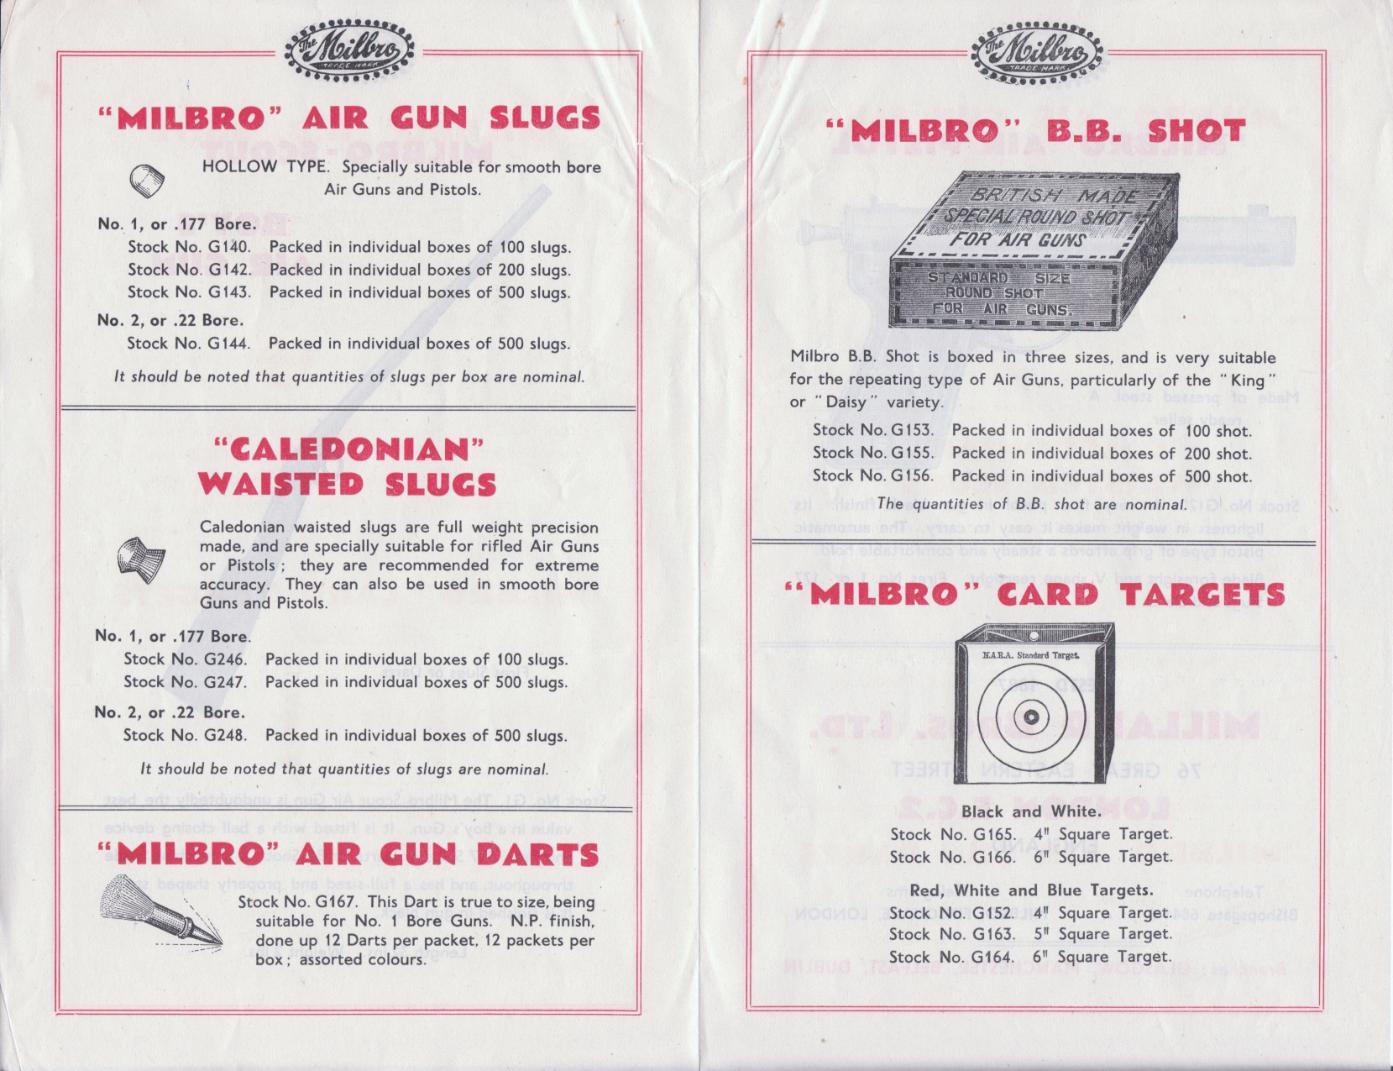 The Milbro
TRADE MARK
"MILBRO" AIR GUN SLUGS
HOLLOW TYPE. Specially suitable for smooth bore
Air Guns and Pistols.
No. 1, or .177 Bore.
Stock No. G140. Packed in individual boxes of 100 slugs.
Stock No. G142. Packed in individual boxes of 200 slugs.
Stock No. G143. Packed in individual boxes of 500 slugs.
No. 2, or .22 Bore.
Stock No. G144. Packed in individual boxes of 500 slugs.
It should be noted that quantities of slugs per box are nominal.
"CALEDONIAN"
WAISTED SLUGS
Caledonian waisted slugs are full weight precision
made, and are specially suitable for rifled Air Guns
or Pistols ; they are recommended for extreme
accuracy. They can also be used in smooth bore
Guns and Pistols.
No. 1, or .177 Bore.
Stock No. G246. Packed in individual boxes of 100 slugs.
Stock No. G247. Packed in individual boxes of 500 slugs.
No. 2, or .22 Bore.
Stock No. G248. Packed in individual boxes of 500 slugs.
It should be noted that quantities of slugs are nominal.
"MILBRO" AIR GUN DARTS
Stock No. G167. This Dart is true to size, being
suitable for No. 1 Bore Guns. N.P. finish,
done up 12 Darts per packet, 12 packets per
box ; assorted colours.
The Milbro
TRADE MARK
"MILBRO" B.B. SHOT
BRITISH MADE
SPECIAL ROUND SHOT
FOR AIR GUNS
STANDARD SIZE
ROUND SHOT
FOR AIR GUNS.
Milbro B.B. Shot is boxed in three sizes, and is very suitable
for the repeating type of Air Guns, particularly of the "King"
or "Daisy" variety.
Stock No. G153. Packed in individual boxes of 100 shot.
Stock No. G155. Packed in individual boxes of 200 shot.
Stock No. G156. Packed in individual boxes of 500 shot.
The quantities of B.B. shot are nominal.
"MILBRO" CARD TARGETS
N.A.R.A. Standard Target.
Black and White.
Stock No. G165. 4" Square Target.
Stock No. G166. 6" Square Target.
Red, White and Blue Targets.
Stock No. G152. 4" Square Target.
Stock No. G163. 5" Square Target.
Stock No. G164. 6" Square Target.